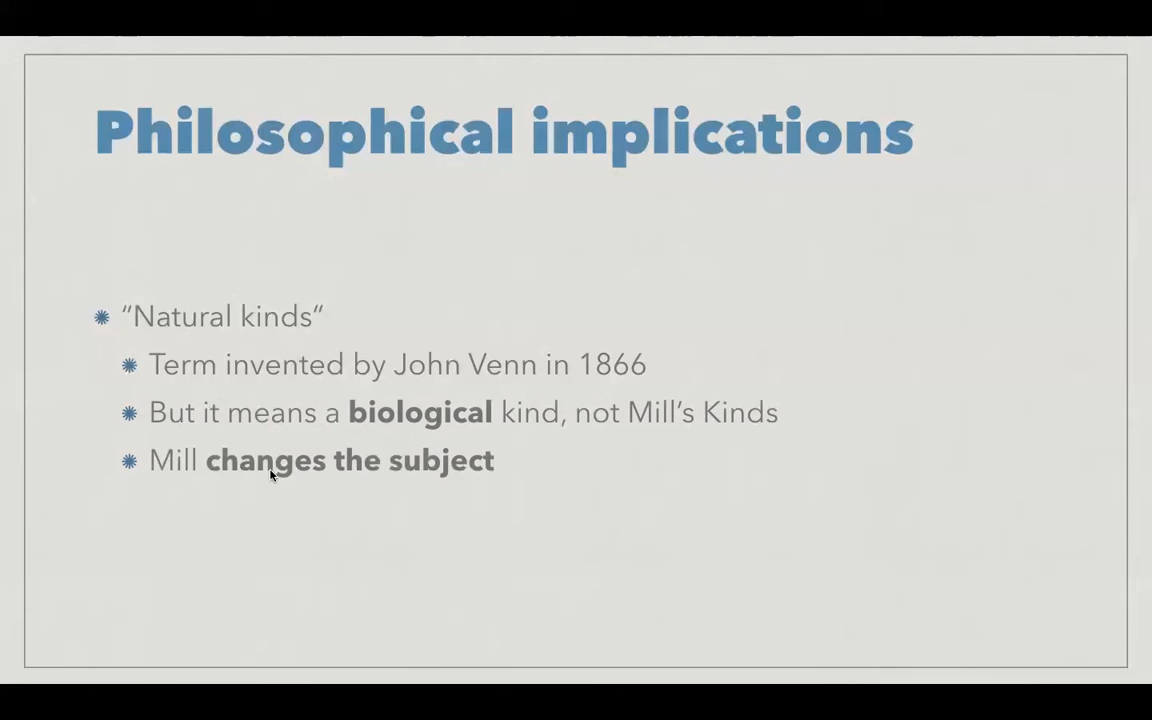 Philosophical implications
“Natural kinds”
Term invented by John Venn in 1866
But it means a biological kind, not Mill’s Kinds
Mill changes the subject